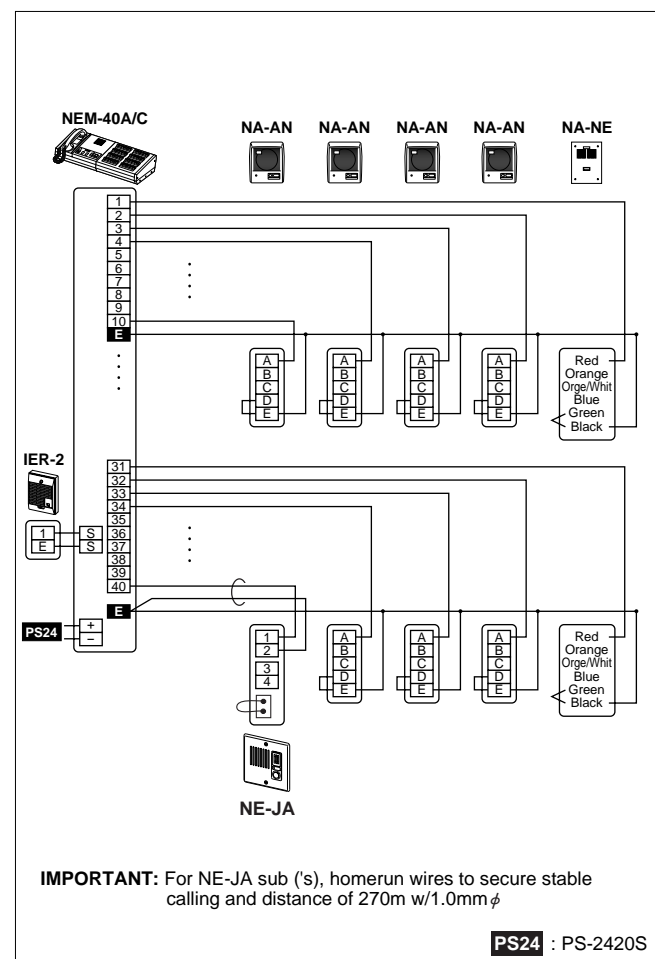 NEM-40A/C
NA-AN NA-AN NA-AN NA-AN NA-NE
1
2
3
4
5
6
7
8
9
10
E
A
B
C
D
E
A
B
C
D
E
A
B
C
D
E
A
B
C
D
E
Red
Orange
Orge/Whit
Blue
Green
Black
IER-2
1
E
S
S
31
32
33
34
35
36
37
38
39
40
E
PS24
+
−
1
2
3
4
A
B
C
D
E
A
B
C
D
E
A
B
C
D
E
Red
Orange
Orge/Whit
Blue
Green
Black
NE-JA
IMPORTANT: For NE-JA sub ('s), homerun wires to secure stable
calling and distance of 270m w/1.0mmϕ
PS24 : PS-2420S